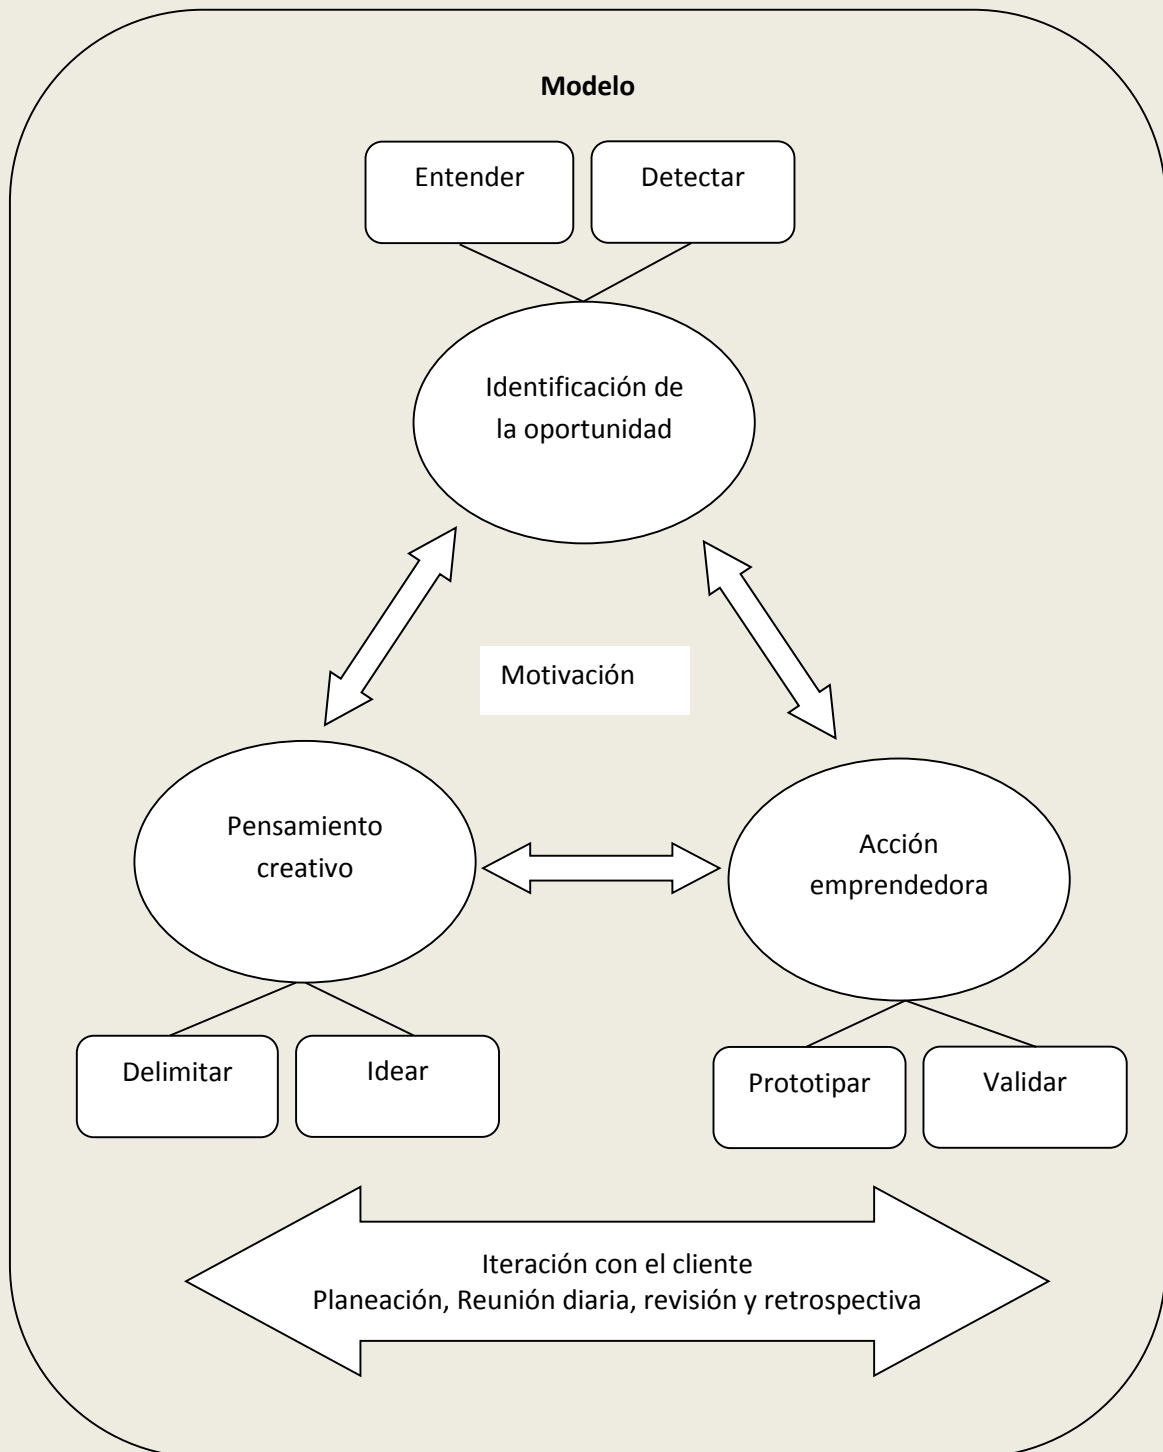 Modelo
Entender
Detectar
Identificación de
la oportunidad
Motivación
Pensamiento
creativo
Acción
emprendedora
Delimitar
Idear
Prototipar
Validar
Iteración con el cliente
Planeación, Reunión diaria, revisión y retrospectiva